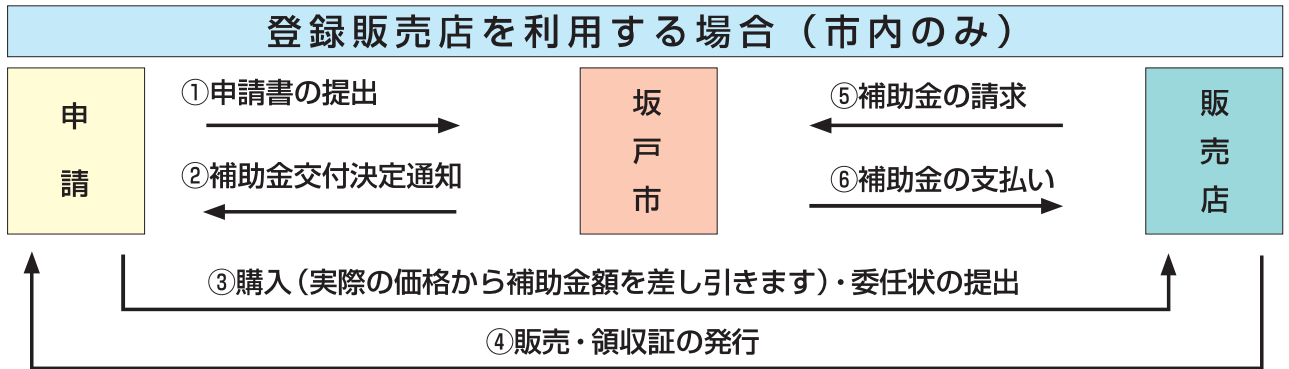 登録販売店を利用する場合（市内のみ）
申請
①申請書の提出
②補助金交付決定通知
坂戸市
⑤補助金の請求
⑥補助金の支払い
販売店
③購入（実際の価格から補助金額を差し引きます）・委任状の提出
④販売・領収証の発行